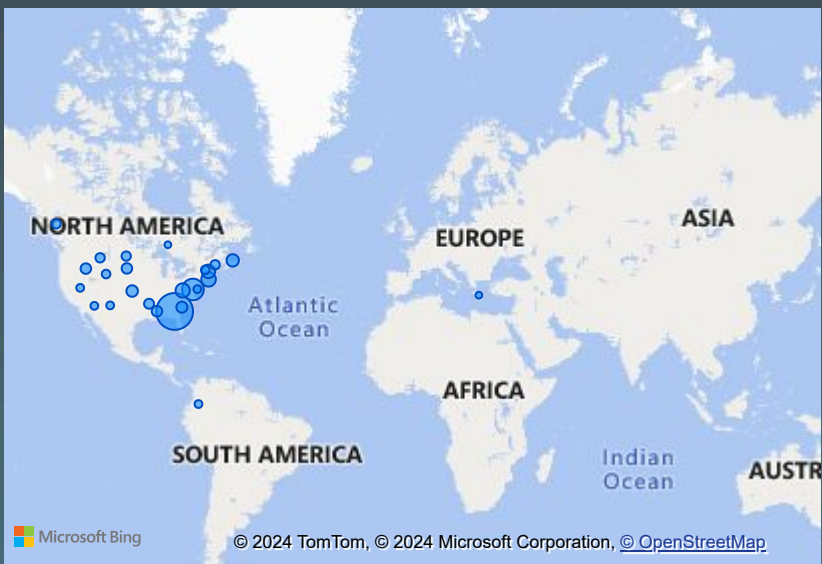 NORTH AMERICA
ASIA
EUROPE
Atlantic
Ocean
AFRICA
SOUTH AMERICA
Indian
Ocean
AUSTR
Microsoft Bing
© 2024 TomTom, © 2024 Microsoft Corporation, © OpenStreetMap